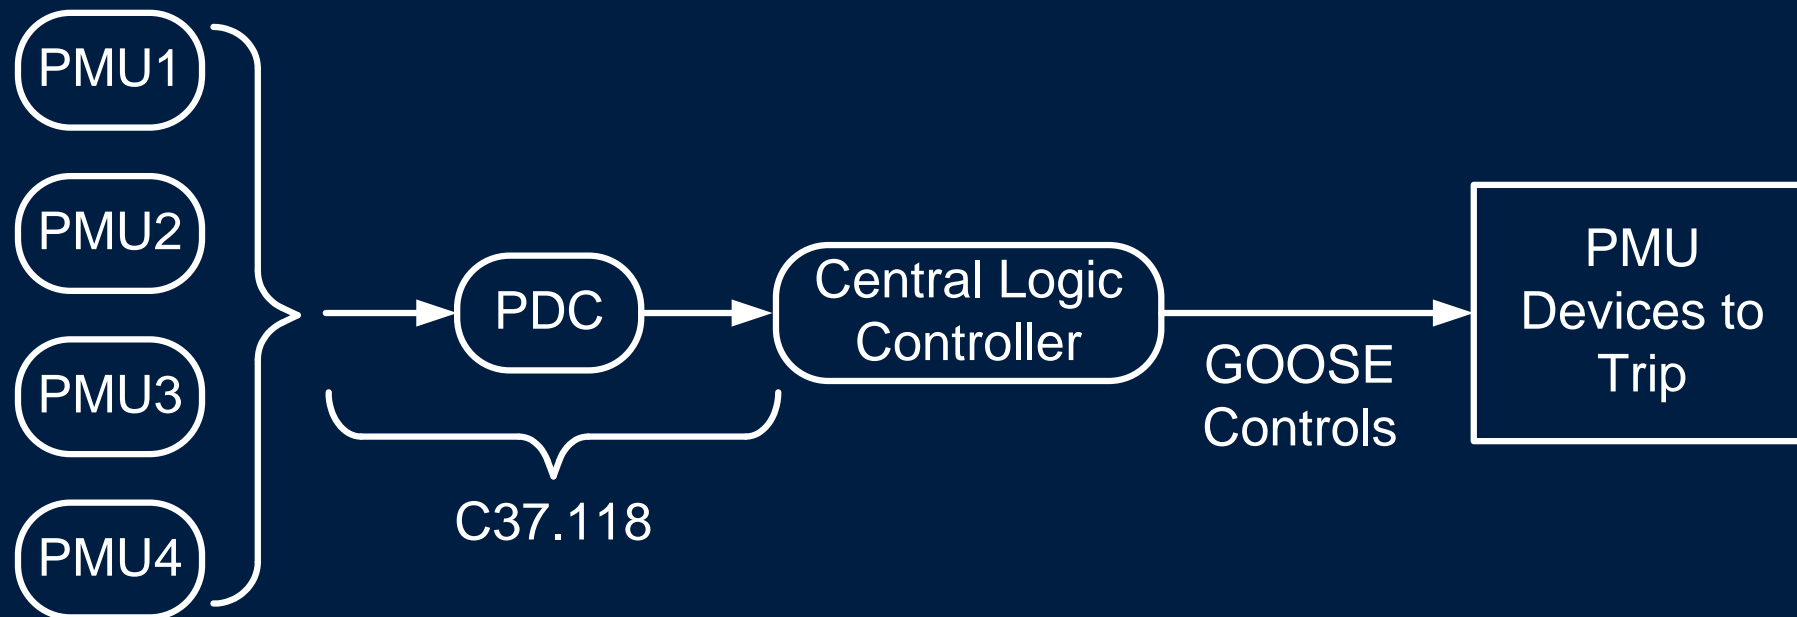 PMU1
PMU2
PMU3
PMU4
PDC
C37.118
Central Logic
Controller
GOOSE
Controls
PMU
Devices to
Trip